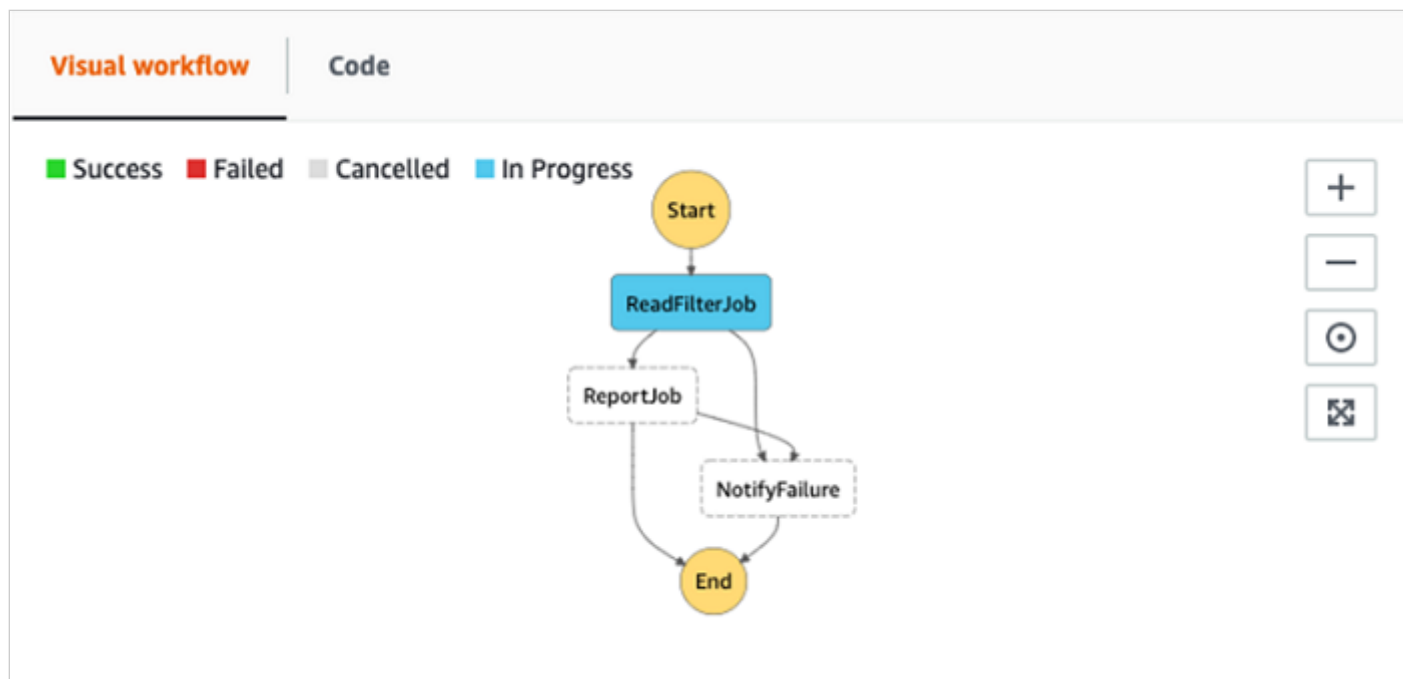 Visual workflow Code
Success Failed Cancelled In Progress
Start
ReadFilterJob
ReportJob
NotifyFailure
End